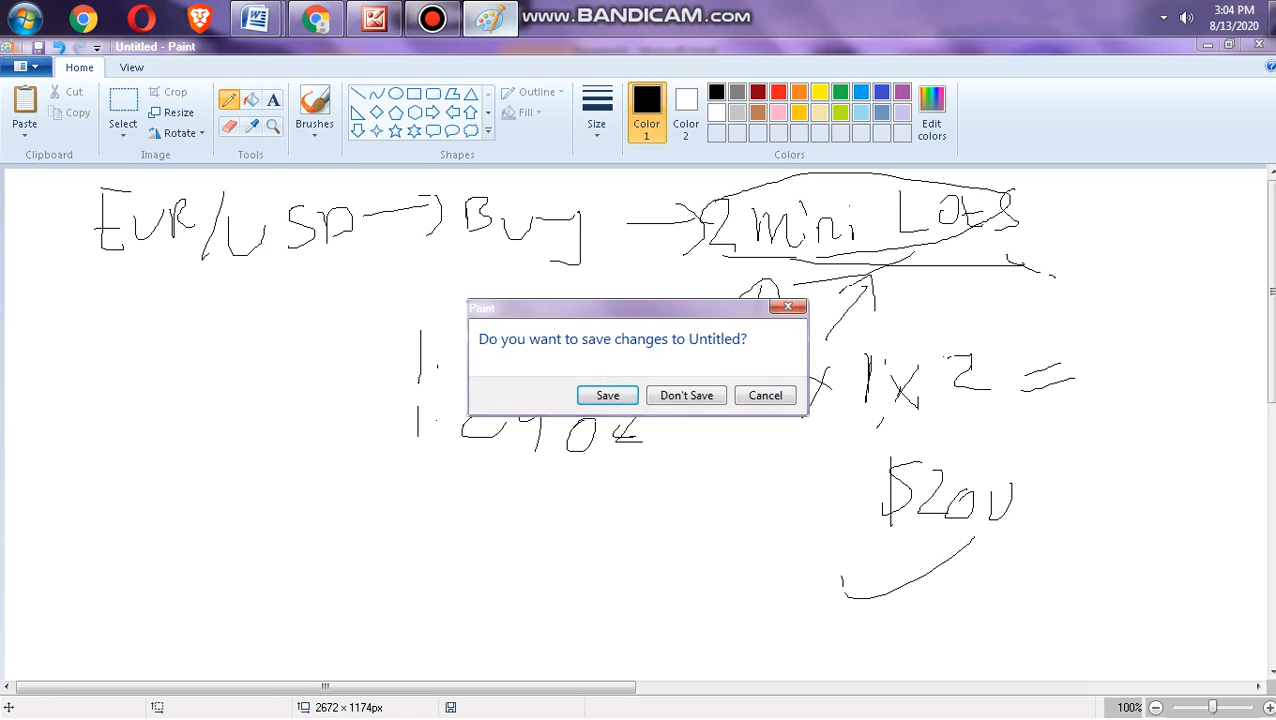 3:04 PM
8/13/2020
www.BANDICAM.com
Untitled - Paint
Home View
Paste
Cut
Copy
Clipboard
Select
Crop
Resize
Rotate
Image
Tools
Brushes
Outline
Fill
Shapes
Size
Color 1
Color 2
Colors
Edit colors
EUR/USD → Buy → 2 mini Lots
Paint
Do you want to save changes to Untitled?
Save Don't Save Cancel
x 1 x 2 =
$200
2672 × 1174px
100%